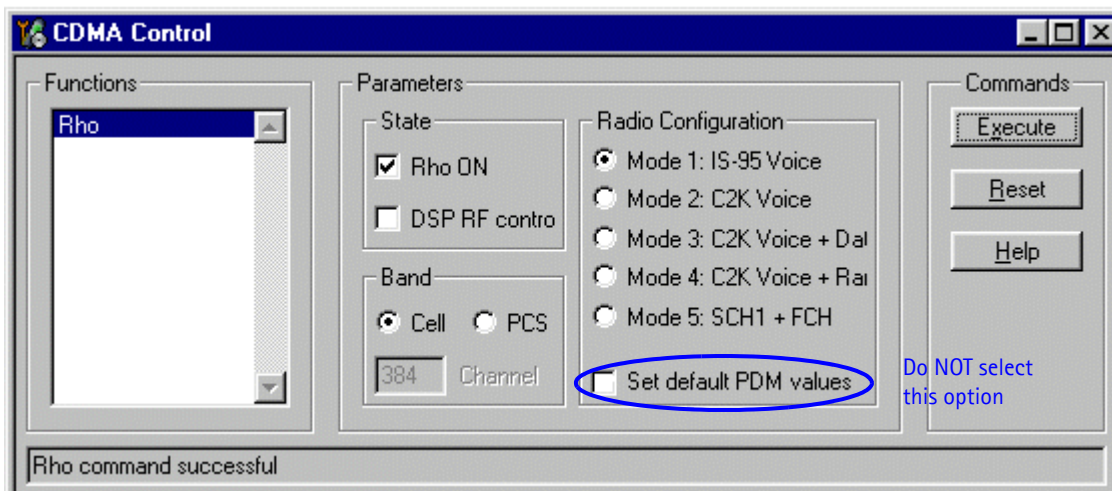 CDMA Control
Functions
Rho
Parameters
State
Rho ON
DSP RF contro
Band
Cell PCS
384 Channel
Radio Configuration
Mode 1: IS-95 Voice
Mode 2: C2K Voice
Mode 3: C2K Voice + Dat
Mode 4: C2K Voice + Rai
Mode 5: SCH1 + FCH
Set default PDM values
Do NOT select
this option
Commands
Execute
Reset
Help
Rho command successful